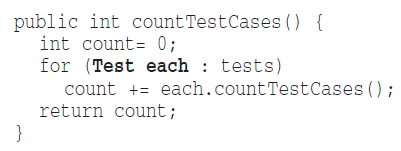 public int countTestCases() {
int count= 0;
for (Test each : tests)
count += each.countTestCases();
return count;
}